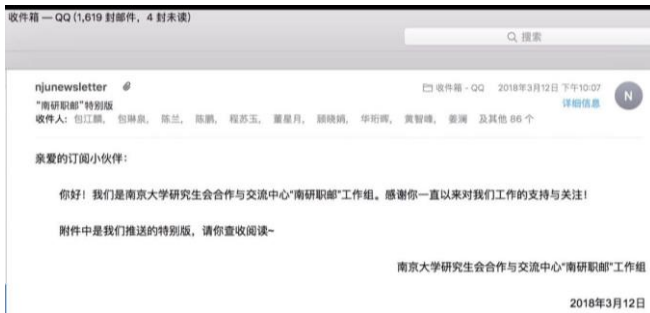 收件箱 — QQ (1,619 封邮件，4 封未读)
搜索
njunewsletter
收件箱 - QQ 2018年3月12日 下午10:07
N
"南研职邮"特别版
详细信息
收件人: 包江麟, 包琳泉, 陈兰, 陈鹏, 程苏玉, 董星月, 顾晓娟, 华珩晖, 黄智峰, 姜澜 及其他 86 个
亲爱的订阅小伙伴：
你好！我们是南京大学研究生会合作与交流中心“南研职邮”工作组。感谢你一直以来对我们工作的支持与关注！
附件中是我们推送的特别版，请你查收阅读~
南京大学研究生会合作与交流中心“南研职邮”工作组
2018年3月12日